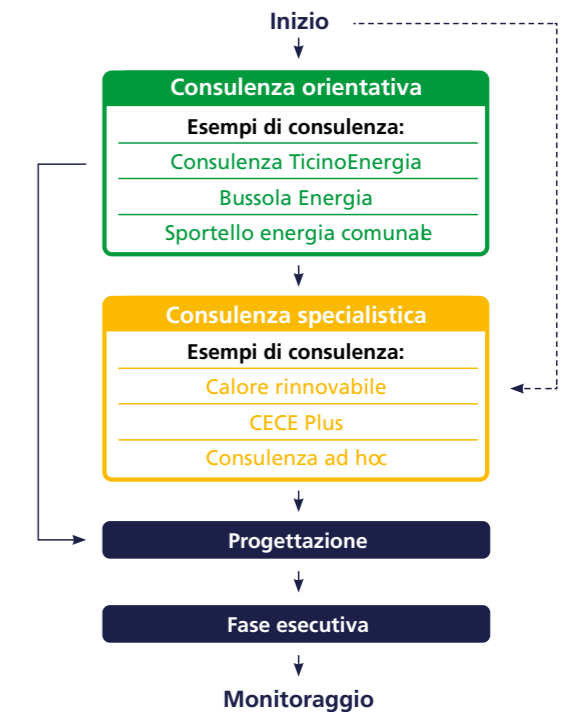 Inizio
Consulenza orientativa
Esempi di consulenza:
Consulenza TicinoEnergia
Bussola Energia
Sportello energia comunale
Consulenza specialistica
Esempi di consulenza:
Calore rinnovabile
CECE Plus
Consulenza ad hoc
Progettazione
Fase esecutiva
Monitoraggio